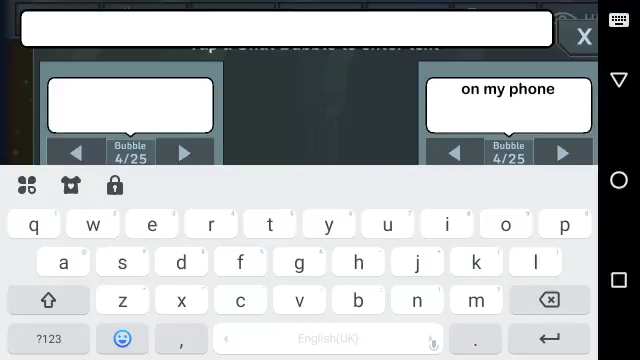 X
Tap a Chat Bubble to enter text
on my phone
Bubble
4/25
Bubble
4/25
q w e r t y u i o p
a s d f g h j k l
z x c v b n m
?123 , English(UK) .